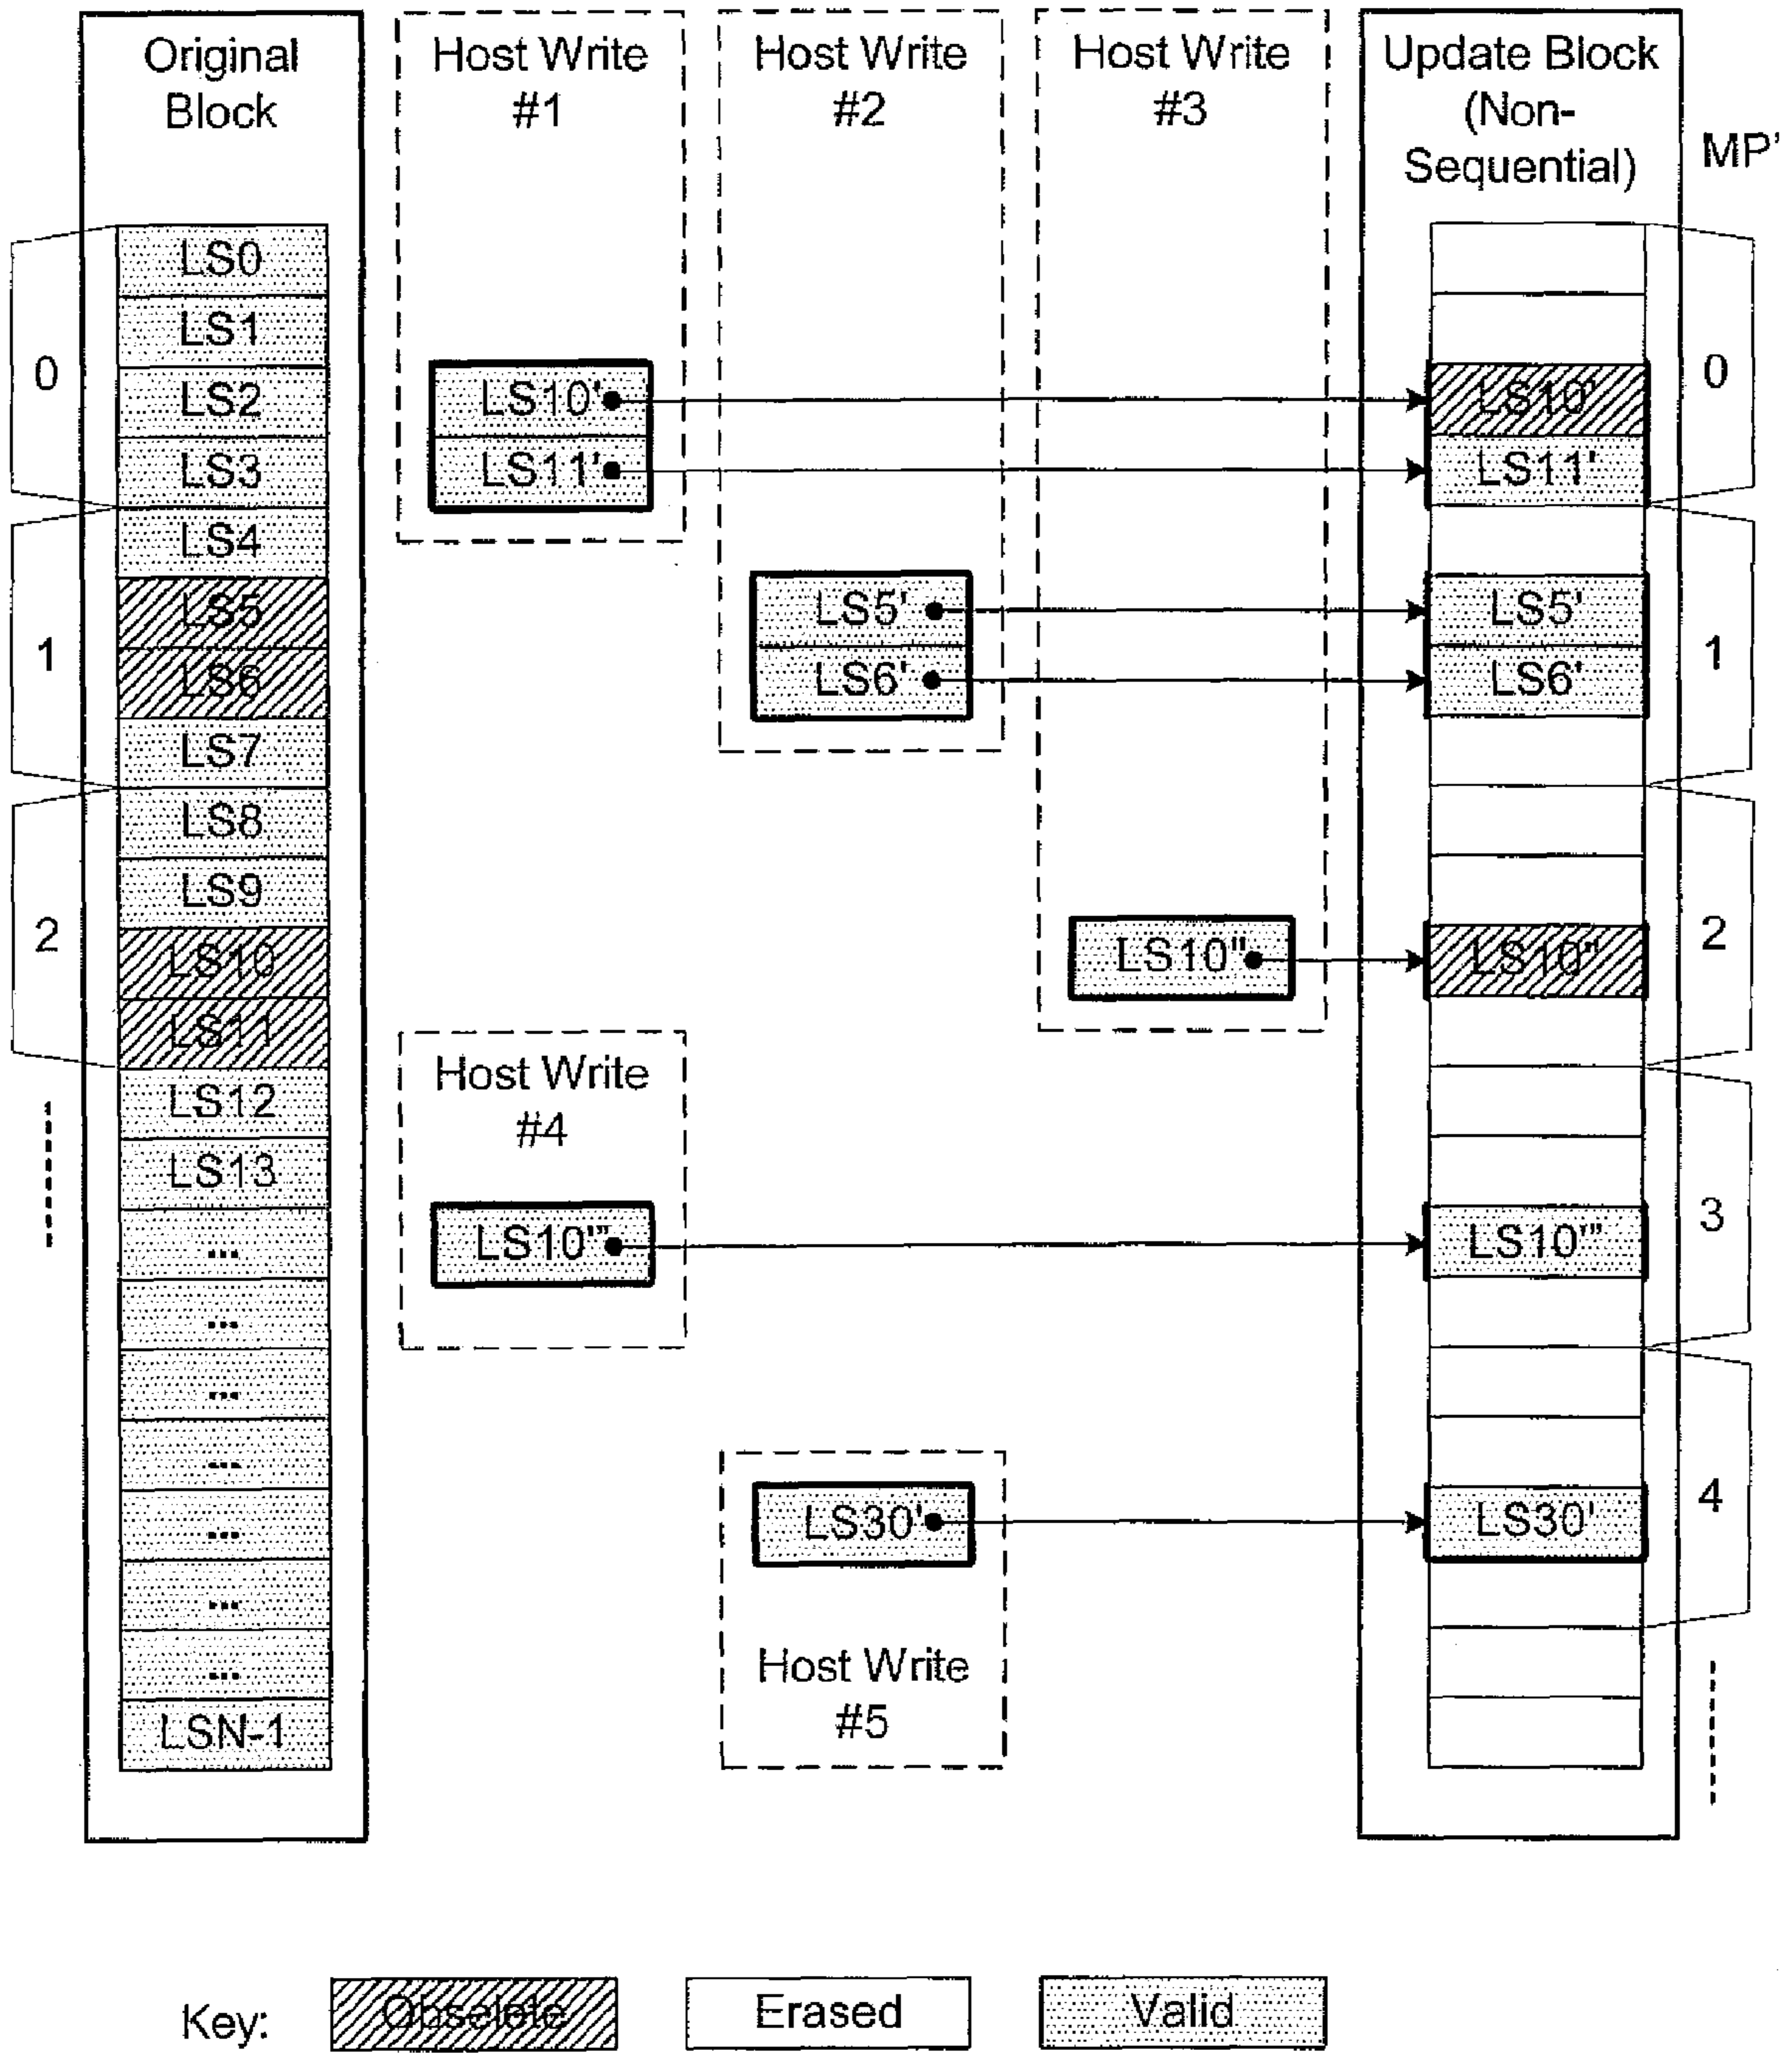 Original
Block
Host Write
#1
Host Write
#2
Host Write
#3
Update Block
(Non-
Sequential)
MP'
0
1
2
LS0
LS1
LS2
LS3
LS4
LS5
LS6
LS7
LS8
LS9
LS10
LS11
LS12
LS13
...
...
...
...
...
...
...
LSN-1
LS10'
LS11'
LS5'
LS6'
LS10"
Host Write
#4
LS10'"
LS30'
Host Write
#5
LS10'
LS11'
LS5'
LS6'
LS10"
LS10'"
LS30'
0
1
2
3
4
Key:
Obselete
Erased
Valid